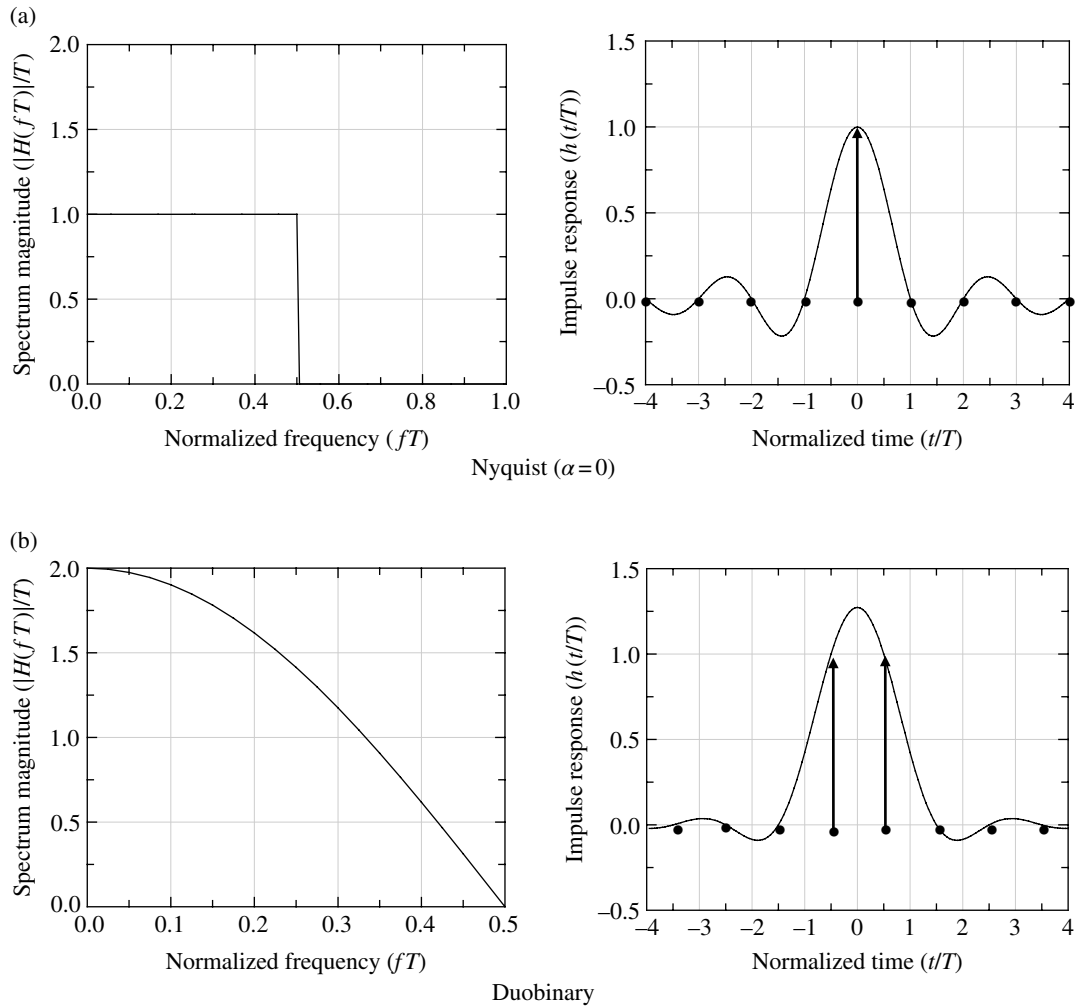 (a)
2.0
1.5
1.0
0.5
0.0
Spectrum magnitude (|H(fT)|/T)
0.0 0.2 0.4 0.6 0.8 1.0
Normalized frequency (fT)
1.5
1.0
0.5
0.0
−0.5
Impulse response (h(t/T))
−4 −3 −2 −1 0 1 2 3 4
Normalized time (t/T)
Nyquist (α=0)
(b)
2.0
1.5
1.0
0.5
0.0
Spectrum magnitude (|H(fT)|/T)
0.0 0.1 0.2 0.3 0.4 0.5
Normalized frequency (fT)
1.5
1.0
0.5
0.0
−0.5
Impulse response (h(t/T))
−4 −3 −2 −1 0 1 2 3 4
Normalized time (t/T)
Duobinary